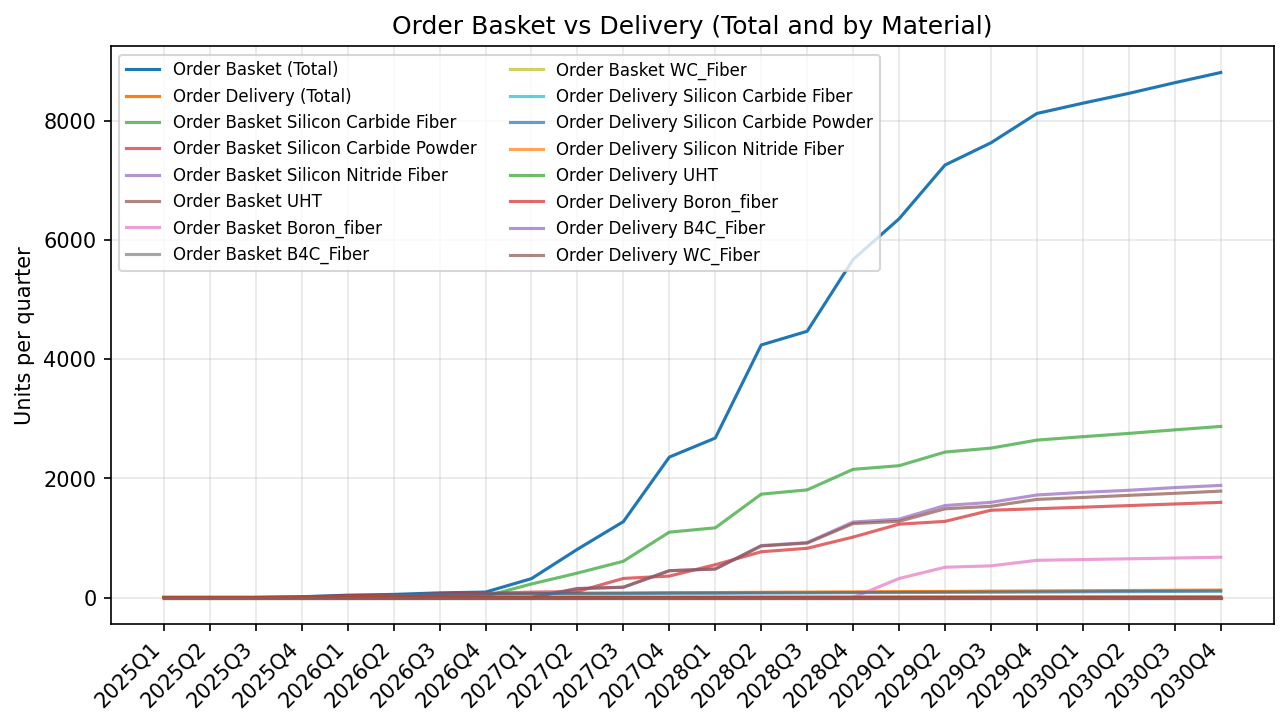 Order Basket vs Delivery (Total and by Material)
Order Basket (Total)
Order Delivery (Total)
Order Basket Silicon Carbide Fiber
Order Basket Silicon Carbide Powder
Order Basket Silicon Nitride Fiber
Order Basket UHT
Order Basket Boron_fiber
Order Basket B4C_Fiber
Order Basket WC_Fiber
Order Delivery Silicon Carbide Fiber
Order Delivery Silicon Carbide Powder
Order Delivery Silicon Nitride Fiber
Order Delivery UHT
Order Delivery Boron_fiber
Order Delivery B4C_Fiber
Order Delivery WC_Fiber
Units per quarter
8000
6000
4000
2000
0
2025Q1
2025Q2
2025Q3
2025Q4
2026Q1
2026Q2
2026Q3
2026Q4
2027Q1
2027Q2
2027Q3
2027Q4
2028Q1
2028Q2
2028Q3
2028Q4
2029Q1
2029Q2
2029Q3
2029Q4
2030Q1
2030Q2
2030Q3
2030Q4